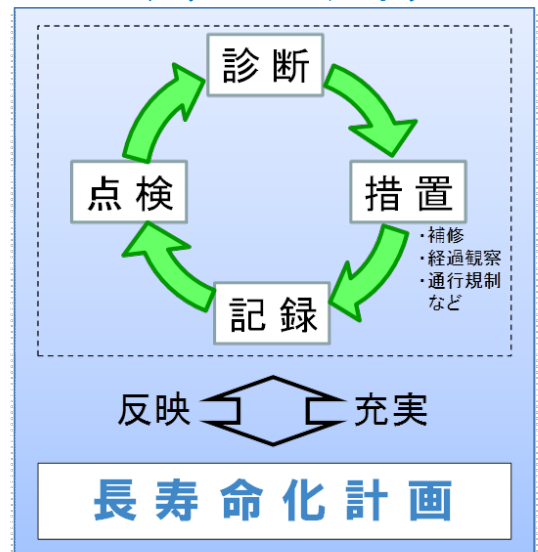 診断
点検
措置
・補修
・経過観察
・通行規制
など
記録
反映
充実
長寿命化計画